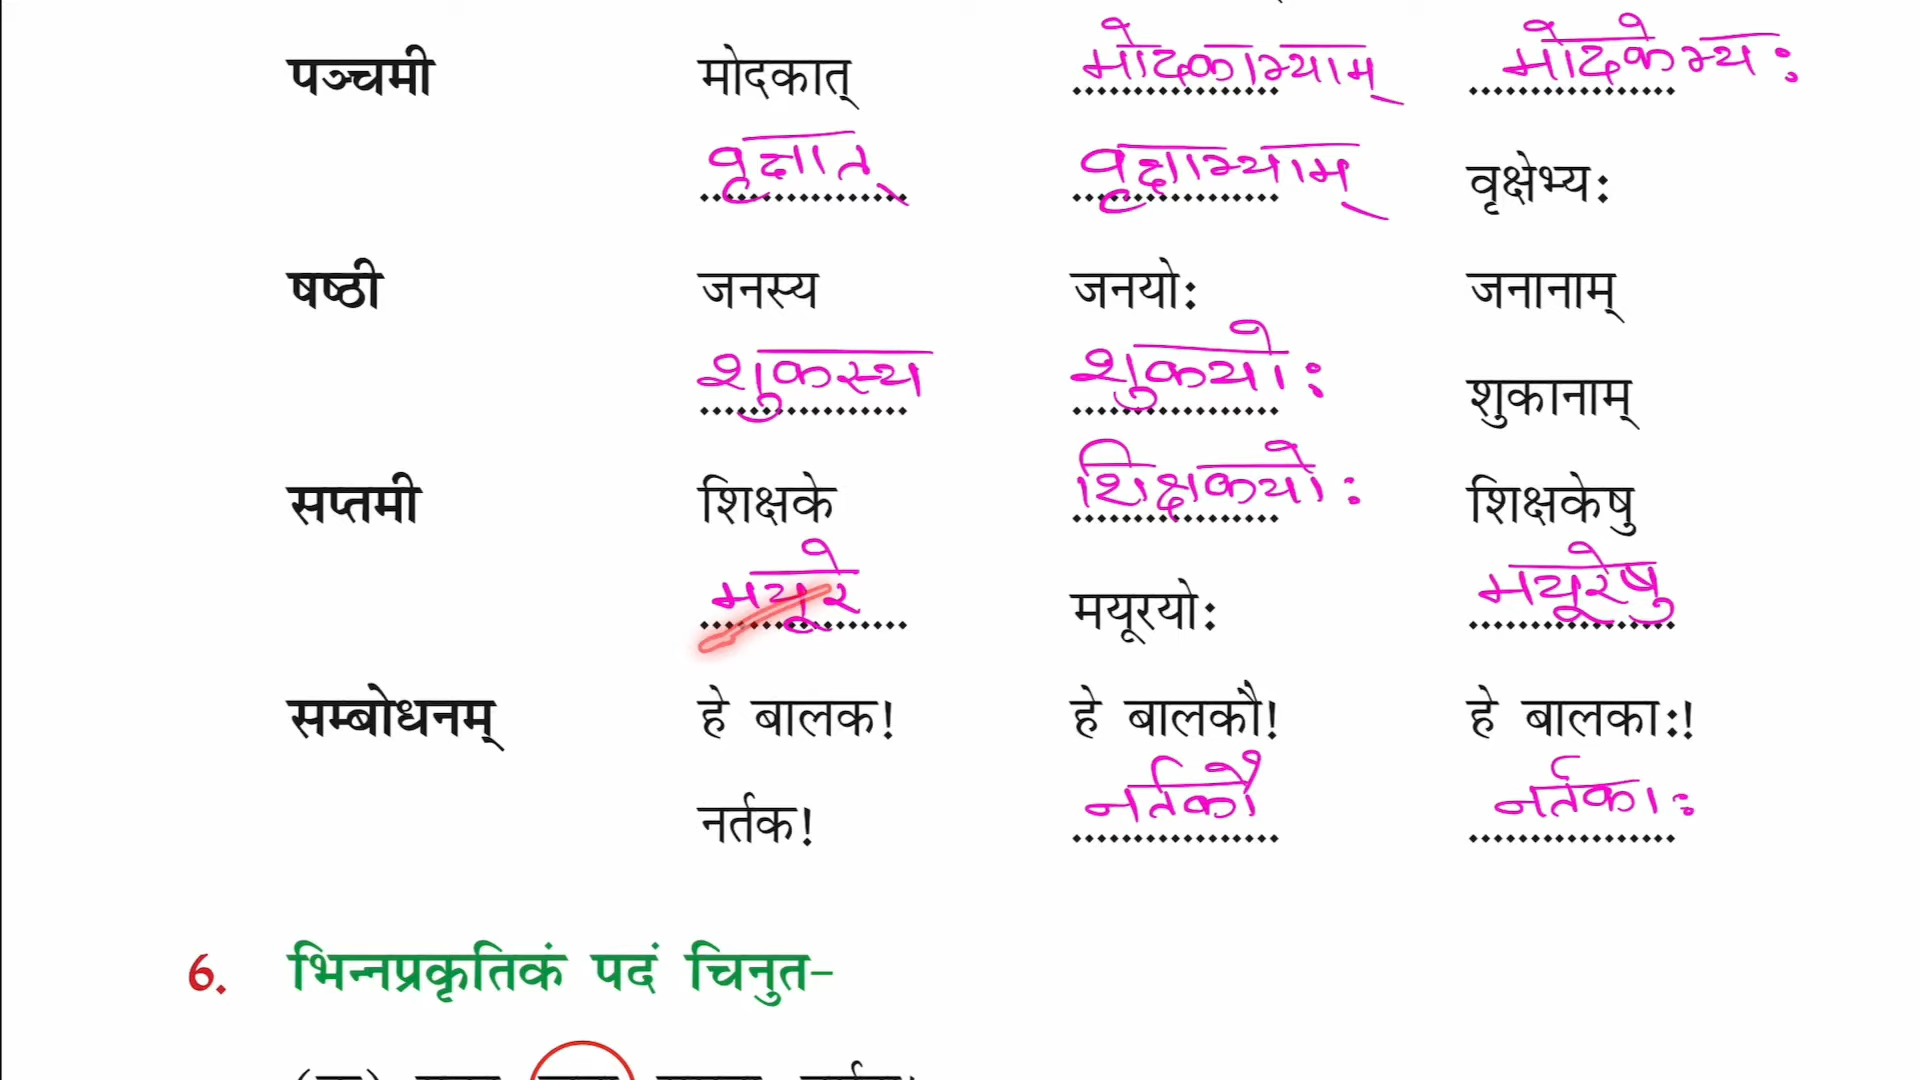 पञ्चमी मोदकात् मोदकाभ्याम् मोदकेभ्यः
वृक्षात् वृक्षाभ्याम् वृक्षेभ्यः
षष्ठी जनस्य जनयोः जनानाम्
शुकस्य शुकयोः शुकानाम्
सप्तमी शिक्षके शिक्षकयोः शिक्षकेषु
मयूरे मयूरयोः मयूरेषु
सम्बोधनम् हे बालक! हे बालकौ! हे बालकाः!
नर्तक! नर्तकौ नर्तकाः
6. भिन्नप्रकृतिकं पदं चिनुत-